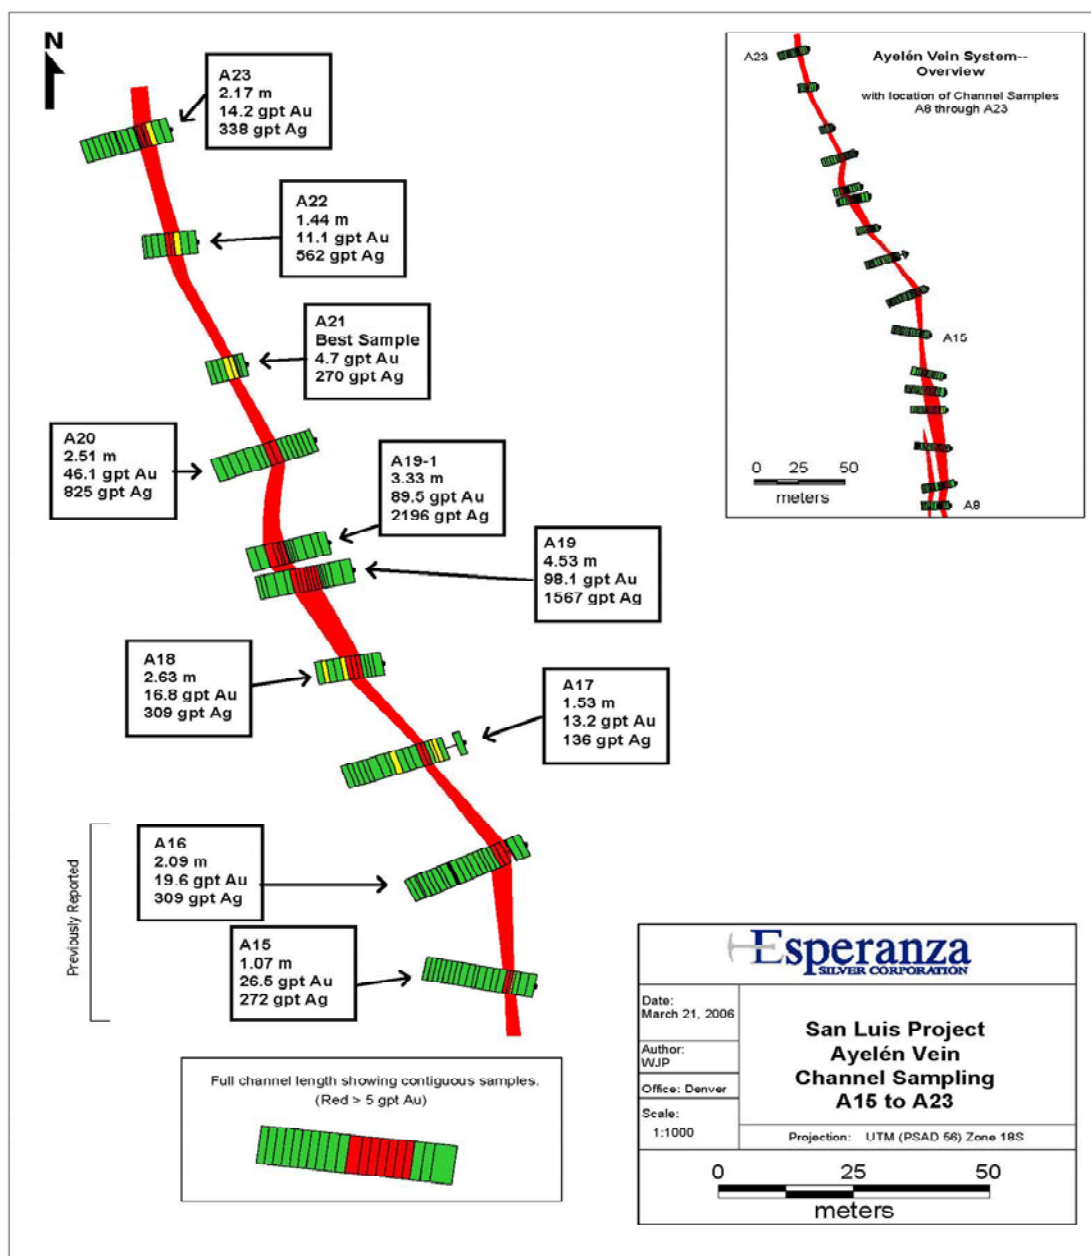 N
A23
2.17 m
14.2 gpt Au
338 gpt Ag
A22
1.44 m
11.1 gpt Au
562 gpt Ag
A21
Best Sample
4.7 gpt Au
270 gpt Ag
A20
2.51 m
46.1 gpt Au
825 gpt Ag
A19-1
3.33 m
89.5 gpt Au
2196 gpt Ag
A19
4.53 m
98.1 gpt Au
1567 gpt Ag
A18
2.63 m
16.8 gpt Au
309 gpt Ag
A17
1.53 m
13.2 gpt Au
136 gpt Ag
Previously Reported
A16
2.09 m
19.6 gpt Au
309 gpt Ag
A15
1.07 m
26.5 gpt Au
272 gpt Ag
Full channel length showing contiguous samples.
(Red > 5 gpt Au)
Ayelén Vein System--
Overview
with location of Channel Samples
A8 through A23
A23
A15
A8
0 25 50
meters
Esperanza
SILVER CORPORATION
Date:
March 21, 2006
Author:
WJP
Office: Denver
Scale:
1:1000
San Luis Project
Ayelén Vein
Channel Sampling
A15 to A23
Projection: UTM (PSAD 56) Zone 18S
0 25 50
meters